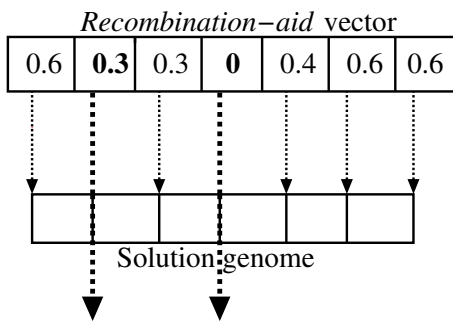 Recombination-aid vector
0.6 0.3 0.3 0 0.4 0.6 0.6
Solution genome